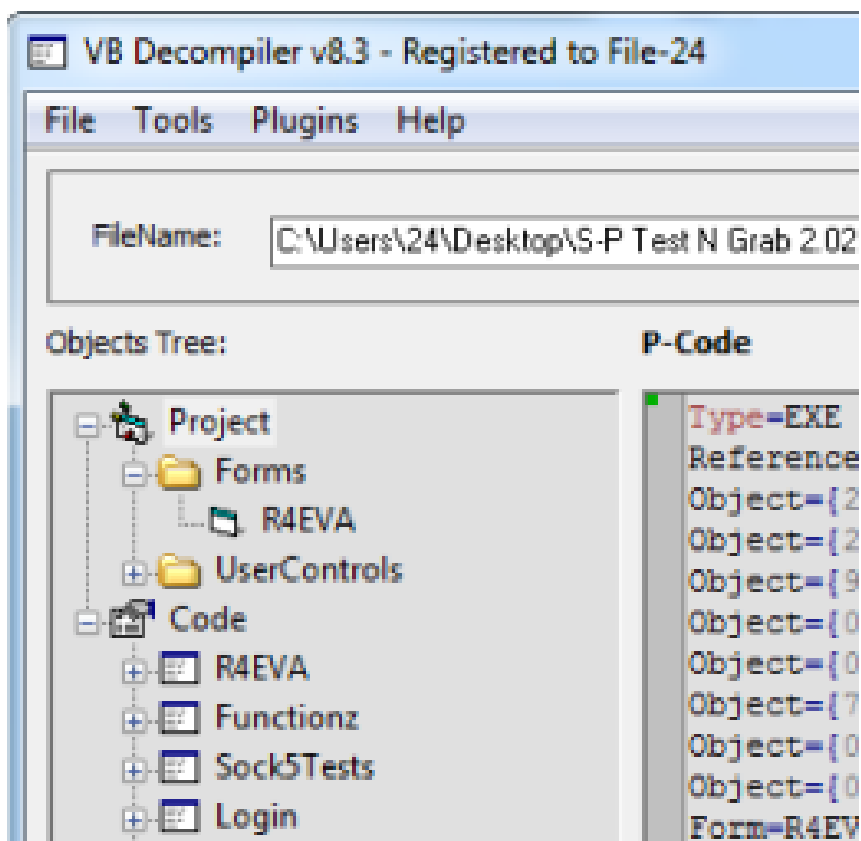 VB Decompiler v8.3 - Registered to File-24
File Tools Plugins Help
FileName: C:\Users\24\Desktop\S-P Test N Grab 2.02
Objects Tree:
P-Code
Project
Forms
R4EVA
UserControls
Code
R4EVA
Functionz
Sock5Tests
Login
Type=EXE
Reference
Object={2
Object={2
Object={9
Object={0
Object={0
Object={7
Object={0
Object={0
Form=R4EV